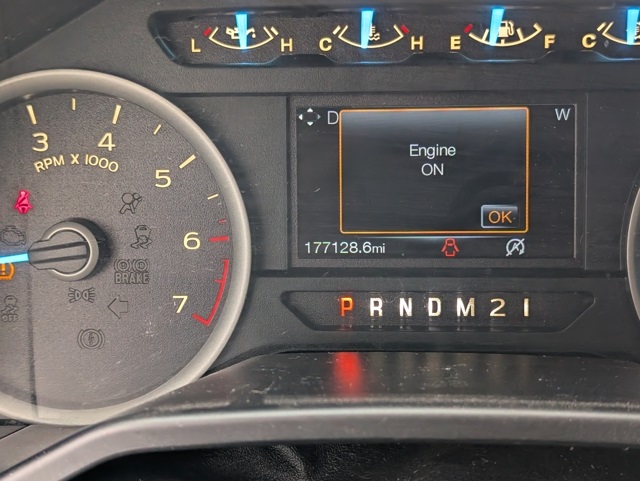 L H C H E F C
D W
3 4 5 6 7
RPM X 1000
Engine
ON
OK
177128.6mi
BRAKE
P R N D M 2 1